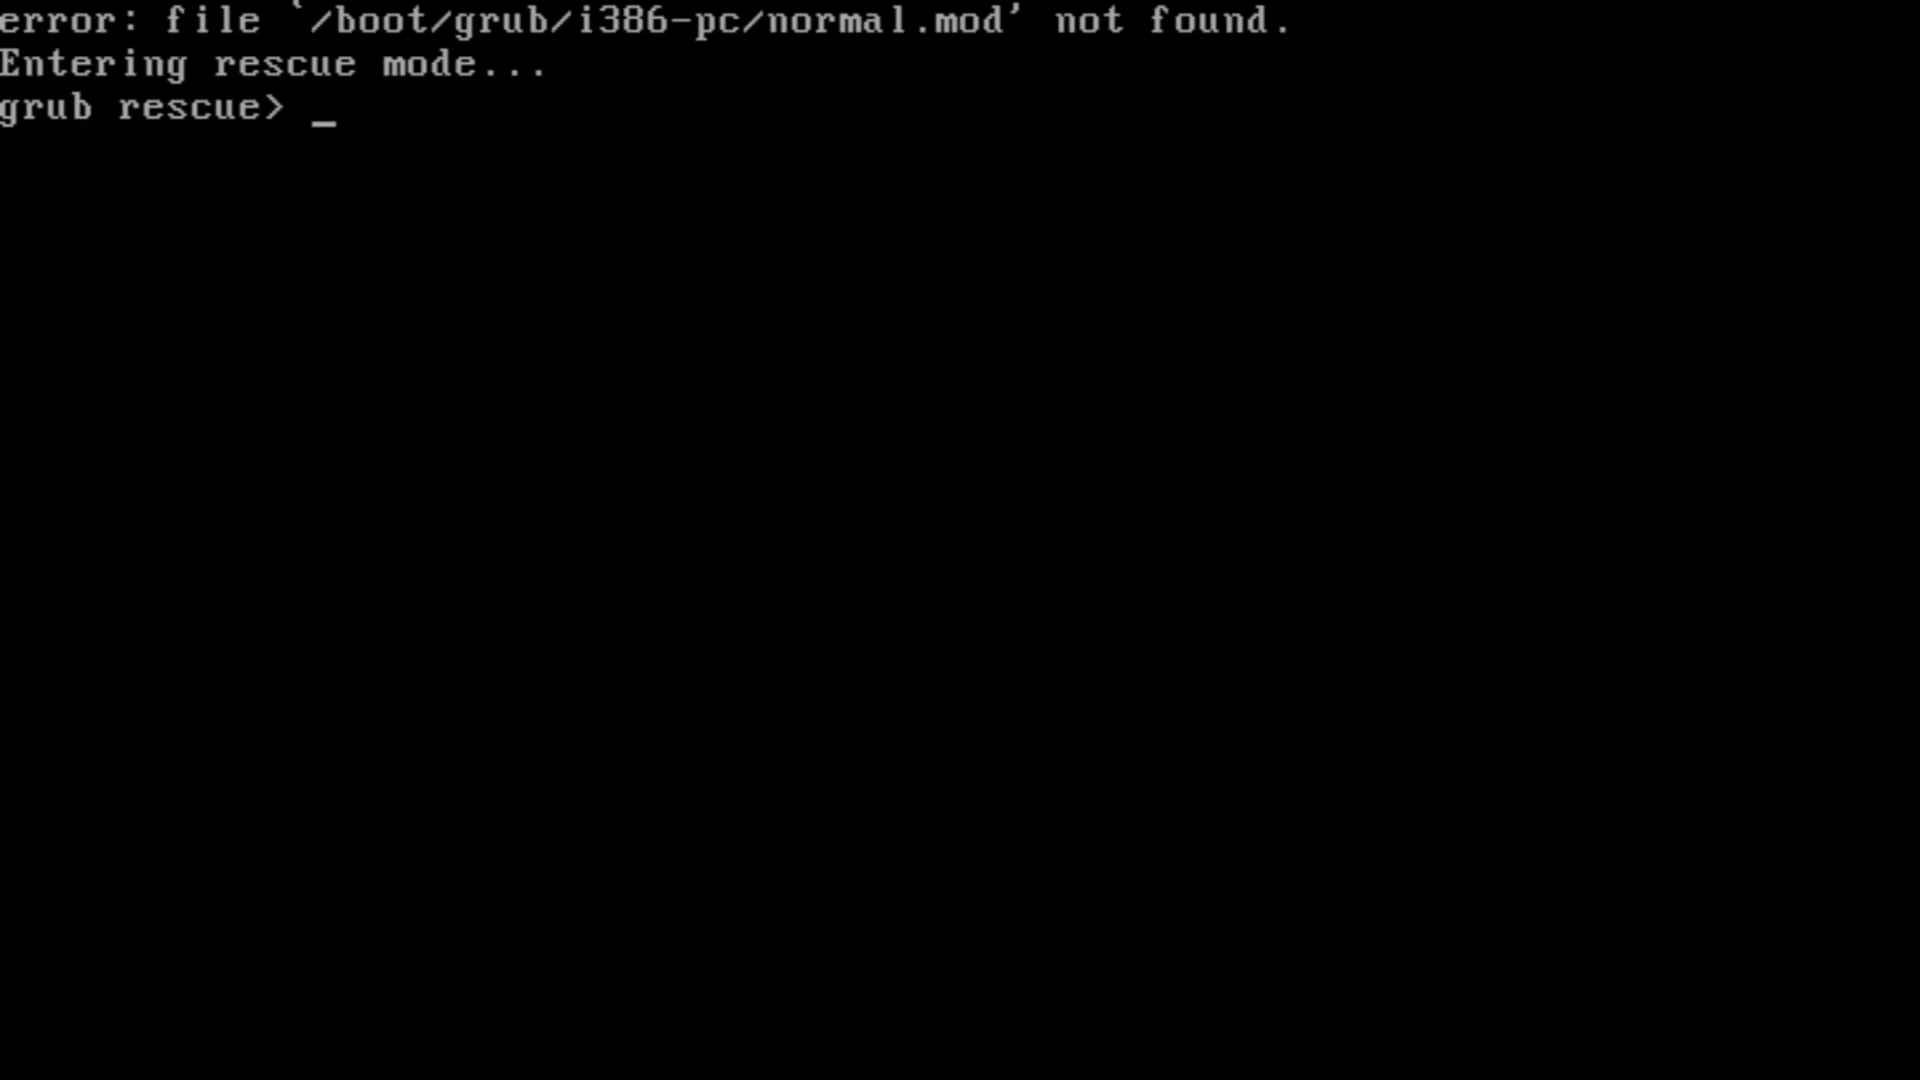 error: file `/boot/grub/i386-pc/normal.mod' not found.
Entering rescue mode...
grub rescue> _